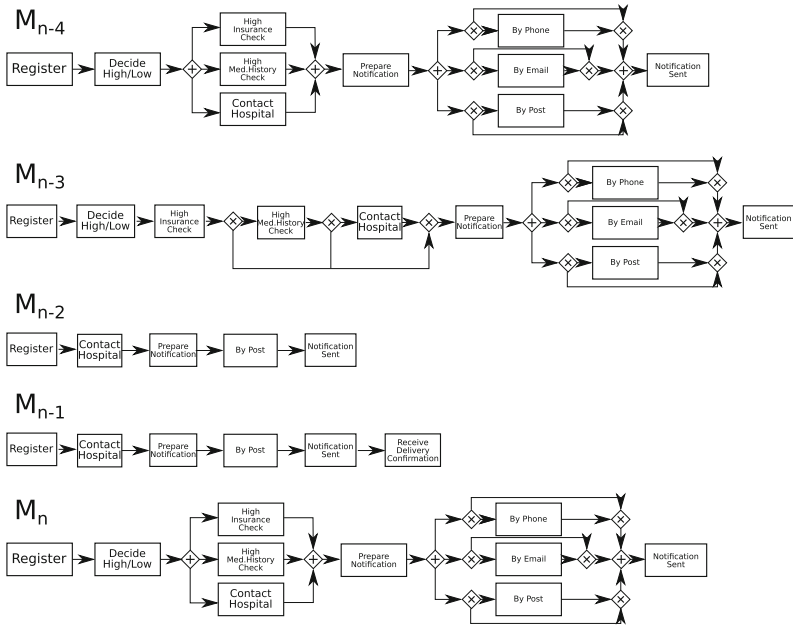 Mn-4
High
Insurance
Check
By Phone
Register
Decide
High/Low
High
Med.History
Check
Prepare
Notification
By Email
Notification
Sent
Contact
Hospital
By Post
Mn-3
By Phone
Register
Decide
High/Low
High
Insurance
Check
High
Med.History
Check
Contact
Hospital
Prepare
Notification
By Email
Notification
Sent
By Post
Mn-2
Register
Contact
Hospital
Prepare
Notification
By Post
Notification
Sent
Mn-1
Register
Contact
Hospital
Prepare
Notification
By Post
Notification
Sent
Receive
Delivery
Confirmation
Mn
High
Insurance
Check
By Phone
Register
Decide
High/Low
High
Med.History
Check
Prepare
Notification
By Email
Notification
Sent
Contact
Hospital
By Post